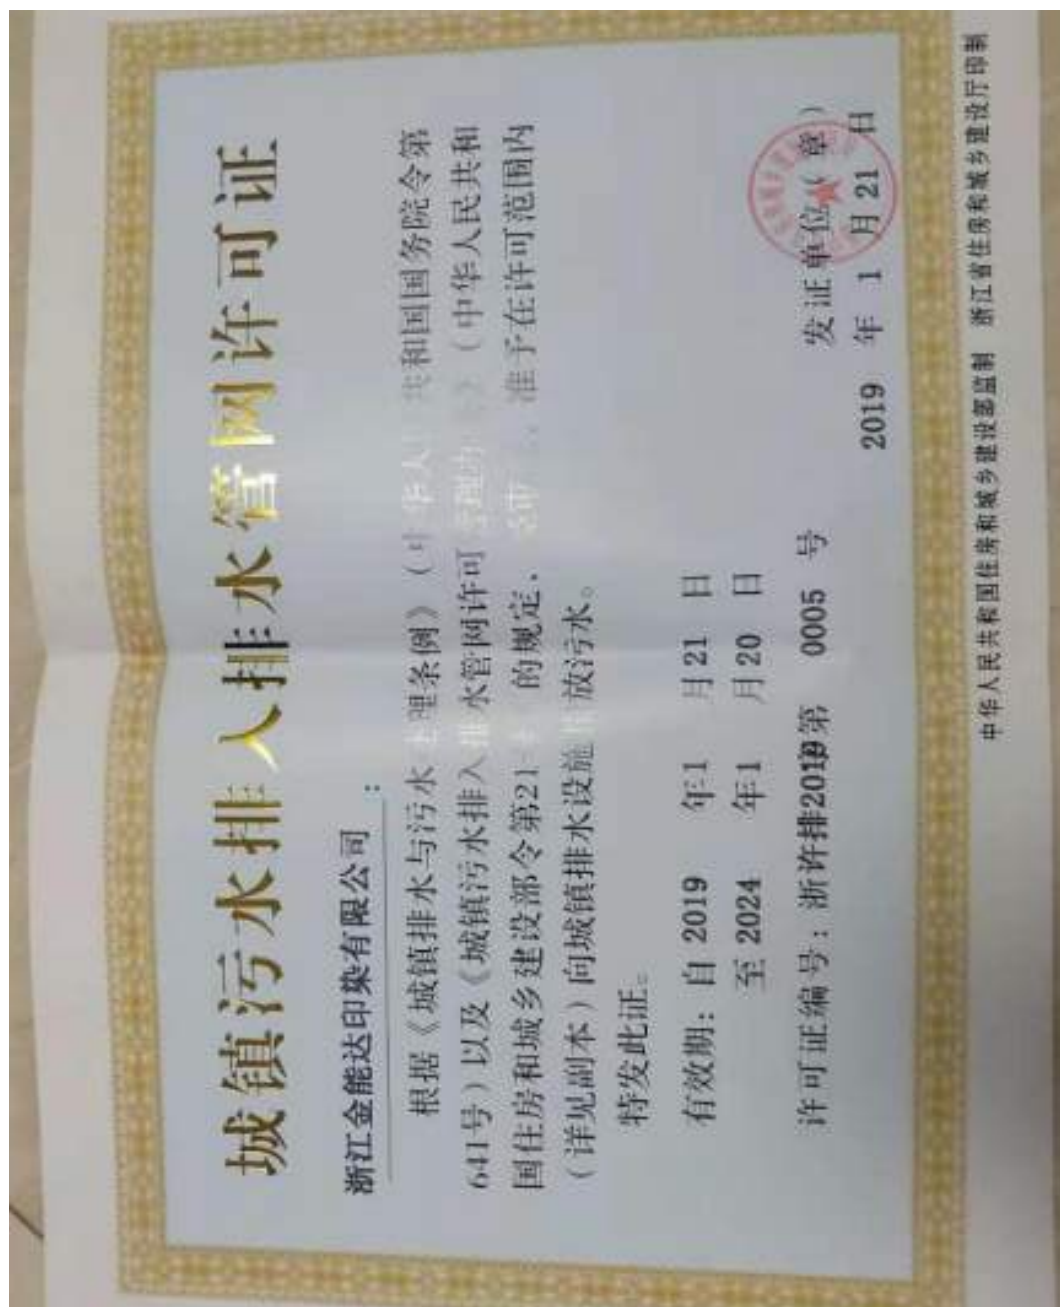 城镇污水排入排水管网许可证
浙江金能达印染有限公司：
根据《城镇排水与污水 理条例》（中华人 共和国国务院令第
641号）以及《城镇污水排入排水管网许可管理办 》（中华人民共和
国住房和城乡建设部令第21 的规定， 准予在许可范围内
（详见副本）向城镇排水设施 放污水。
特发此证。
有效期：自 2019 年1 月21 日
至 2024 年1 月20 日
许可证编号：浙许排2019第 0005 号
发证单位（章）
2019 年 1 月 21 日
中华人民共和国住房和城乡建设部监制 浙江省住房和城乡建设厅印制